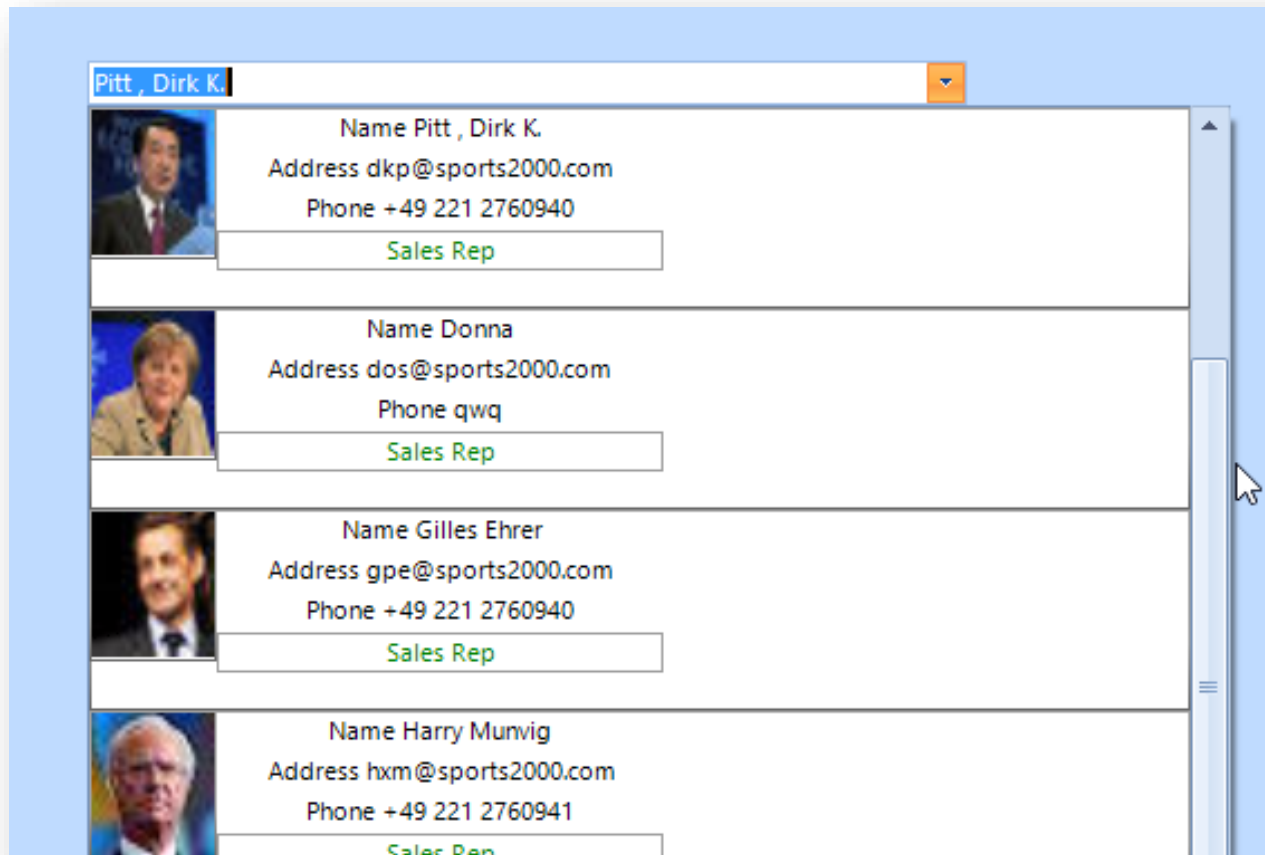 Pitt , Dirk K.
Name Pitt , Dirk K.
Address dkp@sports2000.com
Phone +49 221 2760940
Sales Rep
Name Donna
Address dos@sports2000.com
Phone qwq
Sales Rep
Name Gilles Ehrer
Address gpe@sports2000.com
Phone +49 221 2760940
Sales Rep
Name Harry Munvig
Address hxm@sports2000.com
Phone +49 221 2760941
Sales Rep